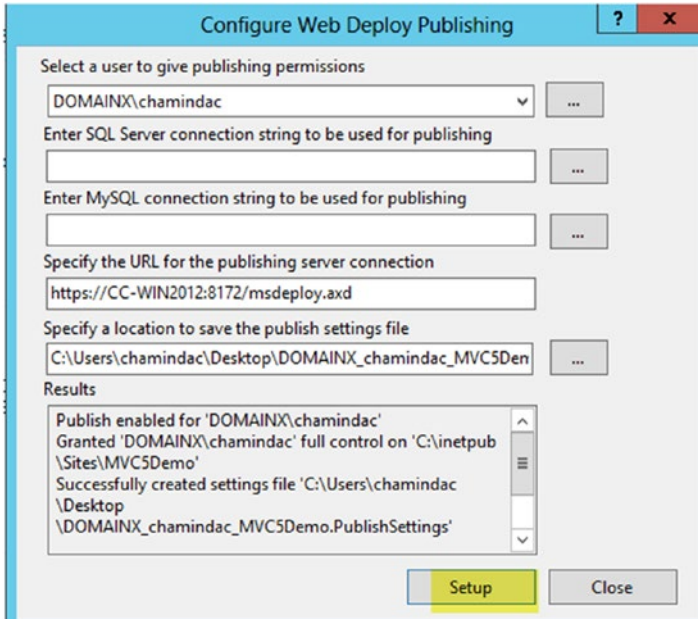 Configure Web Deploy Publishing
? x
Select a user to give publishing permissions
DOMAINX\chamindac
...
Enter SQL Server connection string to be used for publishing
...
Enter MySQL connection string to be used for publishing
...
Specify the URL for the publishing server connection
https://CC-WIN2012:8172/msdeploy.axd
Specify a location to save the publish settings file
C:\Users\chamindac\Desktop\DOMAINX_chamindac_MVC5Den
...
Results
Publish enabled for 'DOMAINX\chamindac'
Granted 'DOMAINX\chamindac' full control on 'C:\inetpub
\Sites\MVC5Demo'
Successfully created settings file 'C:\Users\chamindac
\Desktop
\DOMAINX_chamindac_MVC5Demo.PublishSettings'
Setup Close